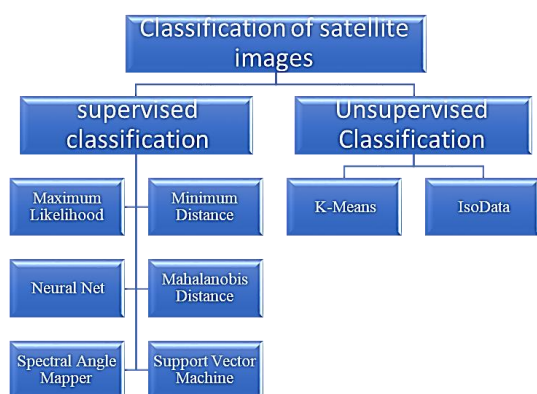 Classification of satellite
images
supervised
classification
Unsupervised
Classification
Maximum
Likelihood
Minimum
Distance
K-Means
IsoData
Neural Net
Mahalanobis
Distance
Spectral Angle
Mapper
Support Vector
Machine